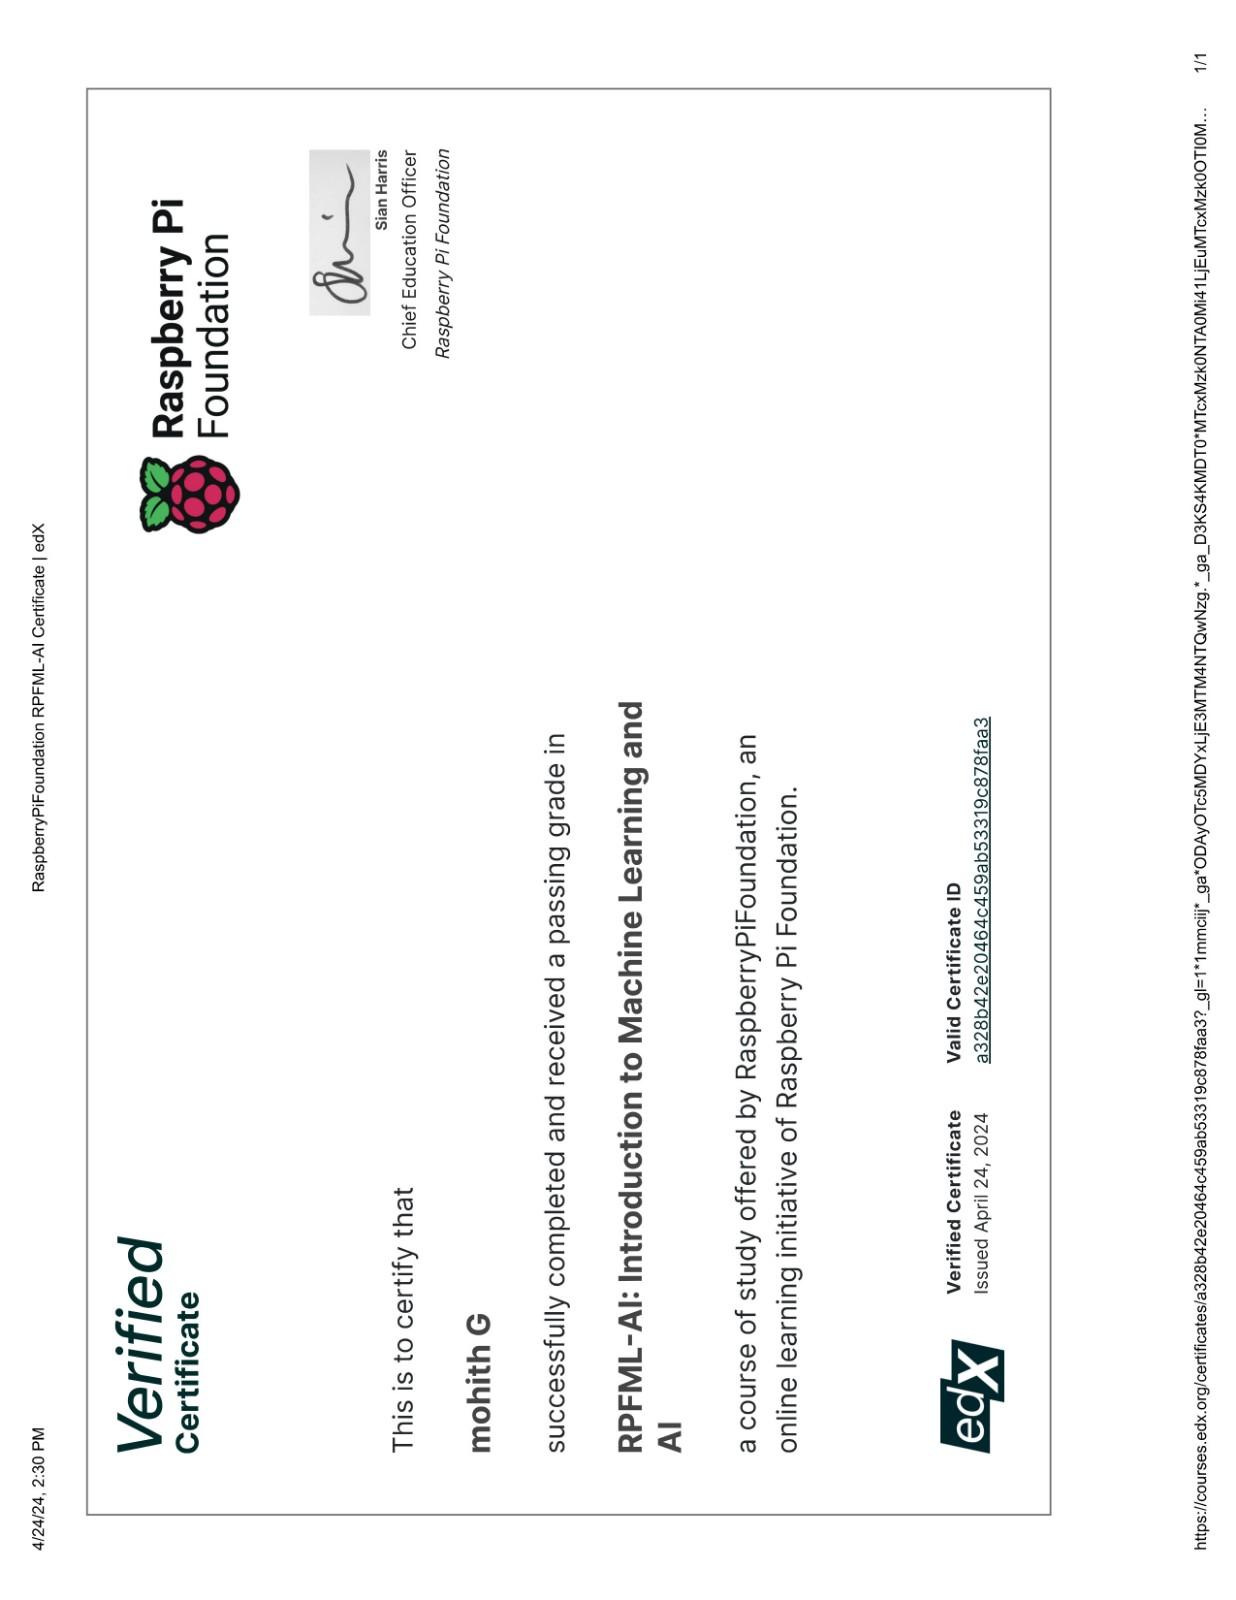 4/24/24, 2:30 PM
RaspberryPiFoundation RPFML-AI Certificate | edX
Verified
Certificate
Raspberry Pi
Foundation
Sian Harris
Chief Education Officer
Raspberry Pi Foundation
This is to certify that
mohith G
successfully completed and received a passing grade in
RPFML-AI: Introduction to Machine Learning and
AI
a course of study offered by RaspberryPiFoundation, an
online learning initiative of Raspberry Pi Foundation.
edX
Verified Certificate
Issued April 24, 2024
Valid Certificate ID
a328b42e20464c459ab53319c878faa3
https://courses.edx.org/certificates/a328b42e20464c459ab53319c878faa3?_gl=1*1mmciij*_ga*ODAyOTc5MDYxLjE3MTM4NTQwNzg.*_ga_D3KS4KMDT0*MTcxMzk0NTA0Mi41LjEuMTcxMzk0OTI0M…
1/1